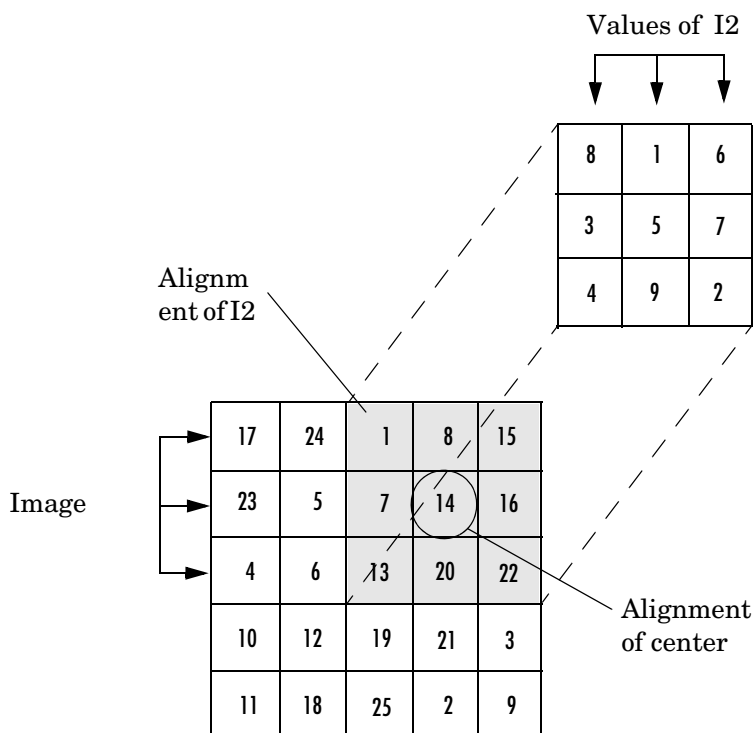 Values of I2
8 1 6
3 5 7
4 9 2
Alignm
ent of I2
17 24 1 8 15
Image
23 5 7 14 16
4 6 13 20 22
10 12 19 21 3
11 18 25 2 9
Alignment
of center